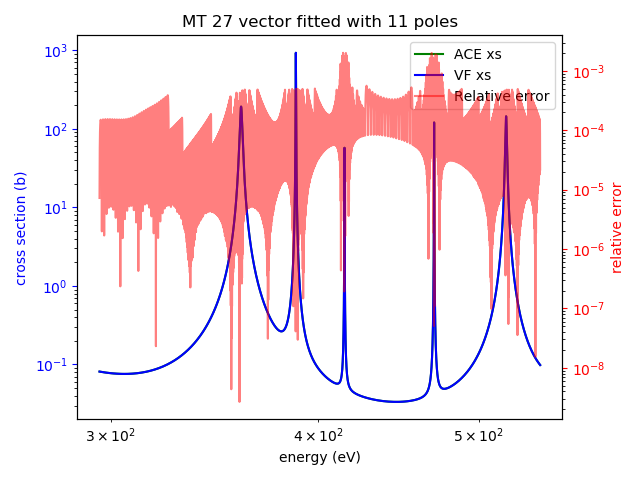 MT 27 vector fitted with 11 poles
ACE xs
VF xs
Relative error
10³
10²
10¹
10⁰
10⁻¹
cross section (b)
10⁻³
10⁻⁴
10⁻⁵
10⁻⁶
10⁻⁷
10⁻⁸
relative error
3 × 10² 4 × 10² 5 × 10²
energy (eV)